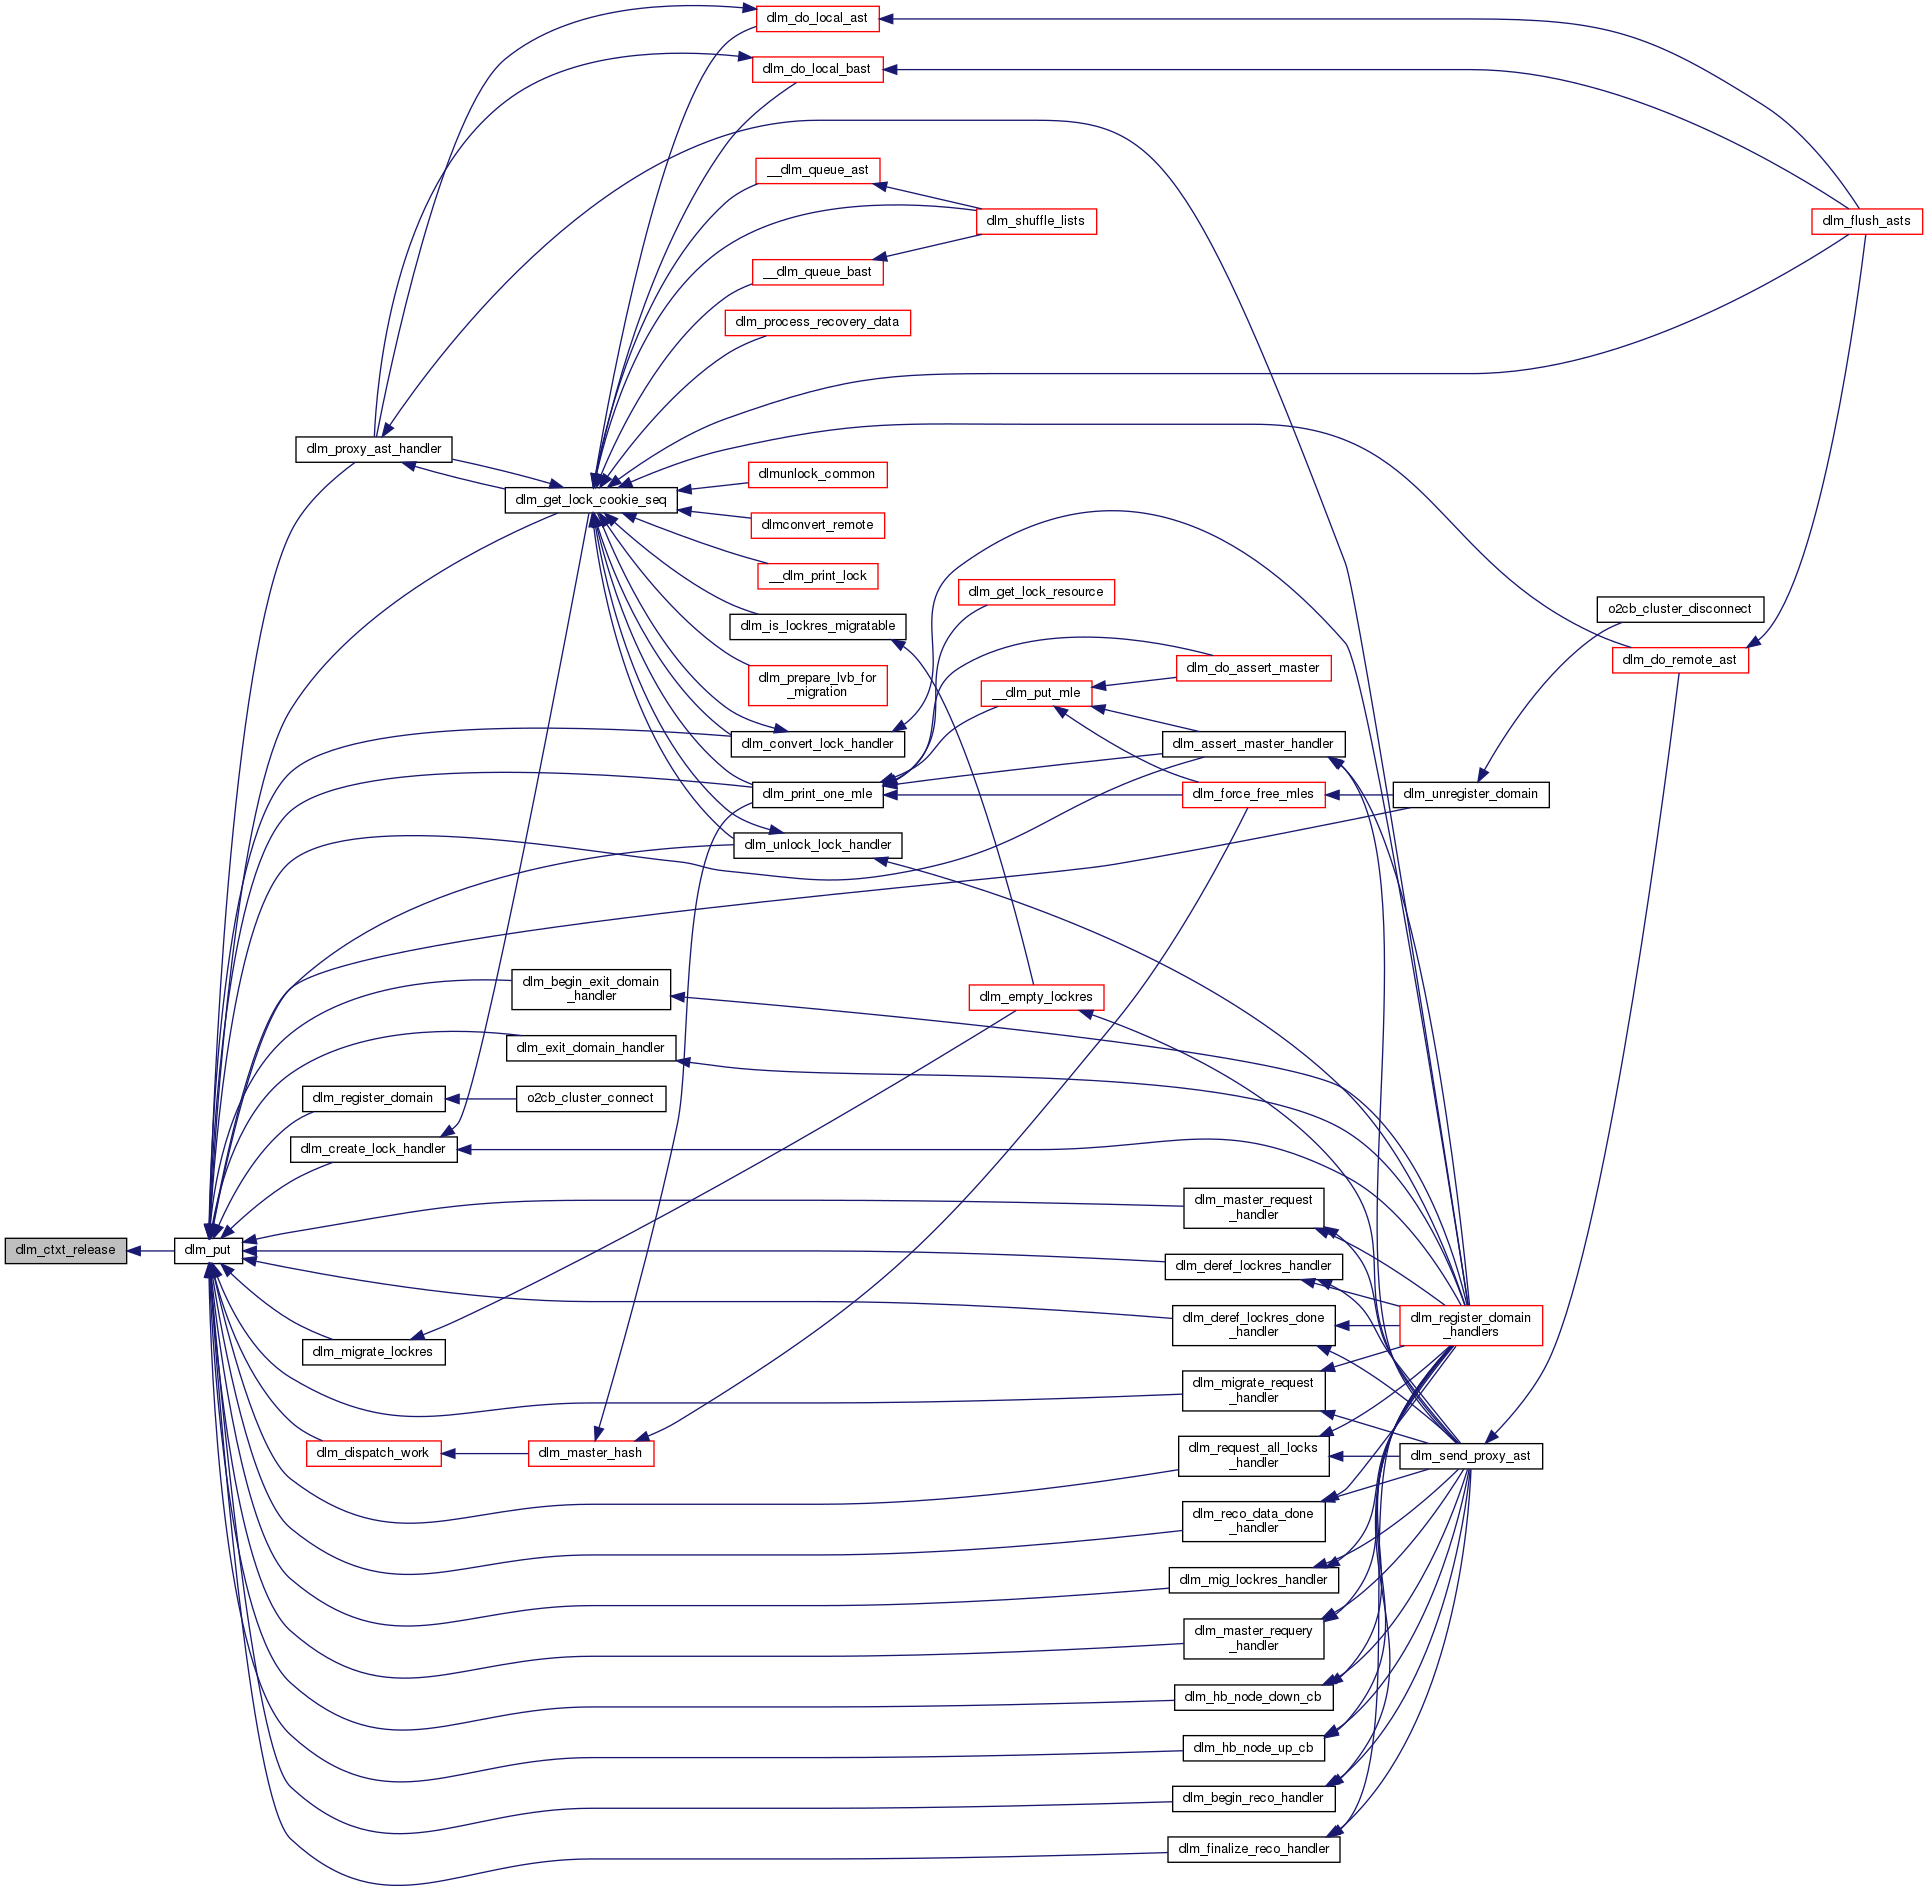 dlm_do_local_ast
dlm_do_local_bast
__dlm_queue_ast
dlm_shuffle_lists
dlm_flush_asts
__dlm_queue_bast
dlm_process_recovery_data
dlm_proxy_ast_handler
dlmunlock_common
dlm_get_lock_cookie_seq
dlmconvert_remote
__dlm_print_lock
dlm_get_lock_resource
o2cb_cluster_disconnect
dlm_is_lockres_migratable
dlm_do_remote_ast
dlm_do_assert_master
dlm_prepare_lvb_for
_migration
__dlm_put_mle
dlm_convert_lock_handler
dlm_assert_master_handler
dlm_print_one_mle
dlm_force_free_mles
dlm_unregister_domain
dlm_unlock_lock_handler
dlm_begin_exit_domain
_handler
dlm_empty_lockres
dlm_exit_domain_handler
dlm_register_domain
o2cb_cluster_connect
dlm_create_lock_handler
dlm_master_request
_handler
dlm_ctxt_release
dlm_put
dlm_deref_lockres_handler
dlm_deref_lockres_done
_handler
dlm_register_domain
_handlers
dlm_migrate_lockres
dlm_migrate_request
_handler
dlm_dispatch_work
dlm_master_hash
dlm_request_all_locks
_handler
dlm_send_proxy_ast
dlm_reco_data_done
_handler
dlm_mig_lockres_handler
dlm_master_requery
_handler
dlm_hb_node_down_cb
dlm_hb_node_up_cb
dlm_begin_reco_handler
dlm_finalize_reco_handler